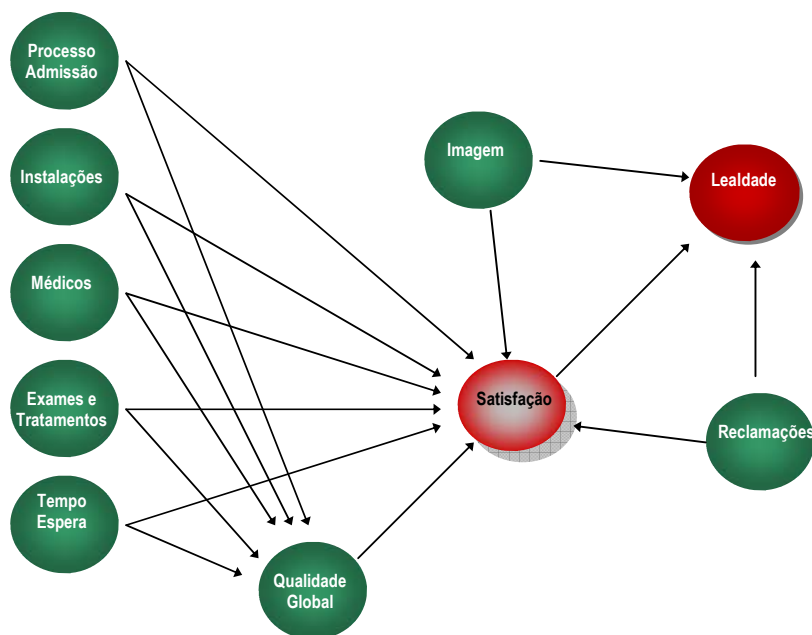 Processo
Admissão
Instalações
Médicos
Exames e
Tratamentos
Tempo
Espera
Imagem
Lealdade
Satisfação
Reclamações
Qualidade
Global